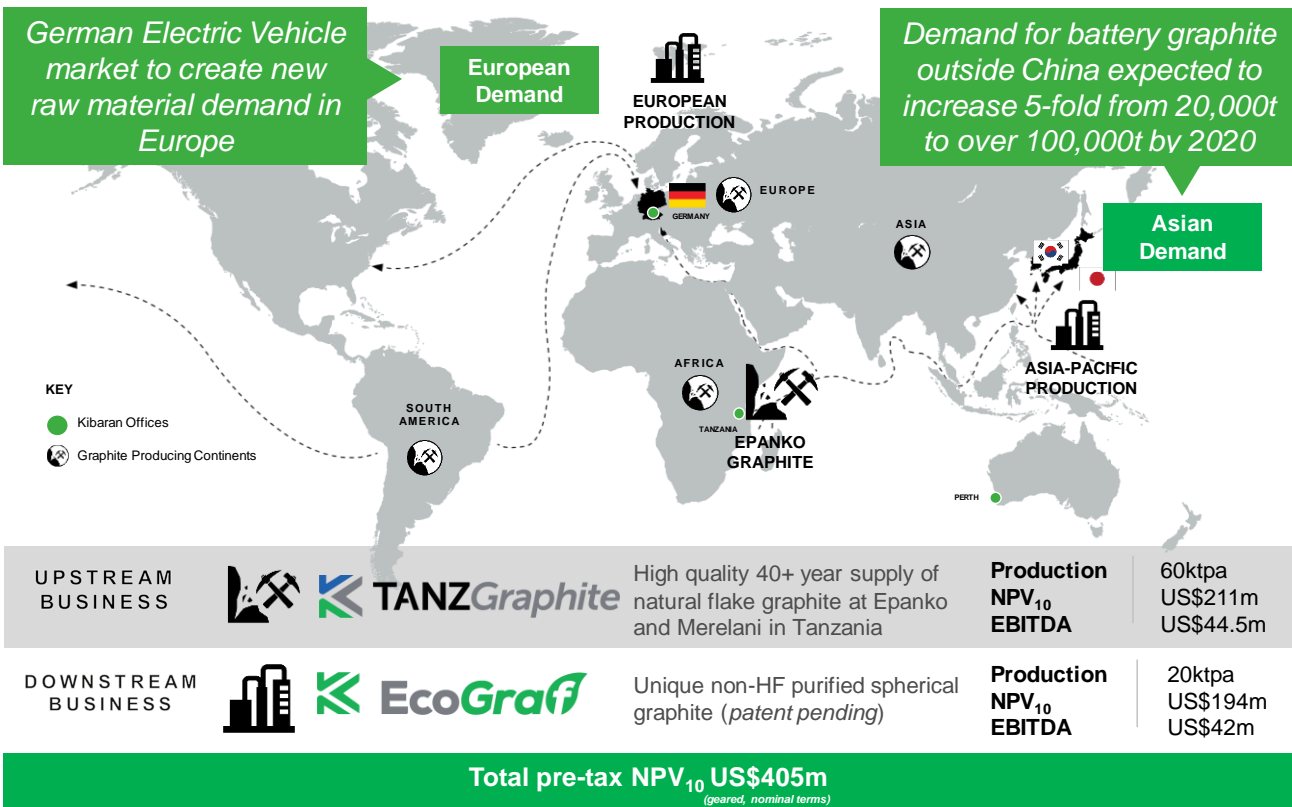 German Electric Vehicle
market to create new
raw material demand in
Europe
European
Demand
EUROPEAN
PRODUCTION
Demand for battery graphite
outside China expected to
increase 5-fold from 20,000t
to over 100,000t by 2020
Asian
Demand
GERMANY
EUROPE
ASIA
ASIA-PACIFIC
PRODUCTION
AFRICA
TANZANIA
EPANKO
GRAPHITE
SOUTH
AMERICA
PERTH
KEY
Kibaran Offices
Graphite Producing Continents
UPSTREAM
BUSINESS
TANZGraphite
High quality 40+ year supply of
natural flake graphite at Epanko
and Merelani in Tanzania
Production 60ktpa
NPV₁₀ US$211m
EBITDA US$44.5m
DOWNSTREAM
BUSINESS
EcoGraf
Unique non-HF purified spherical
graphite (patent pending)
Production 20ktpa
NPV₁₀ US$194m
EBITDA US$42m
Total pre-tax NPV₁₀ US$405m
(geared, nominal terms)